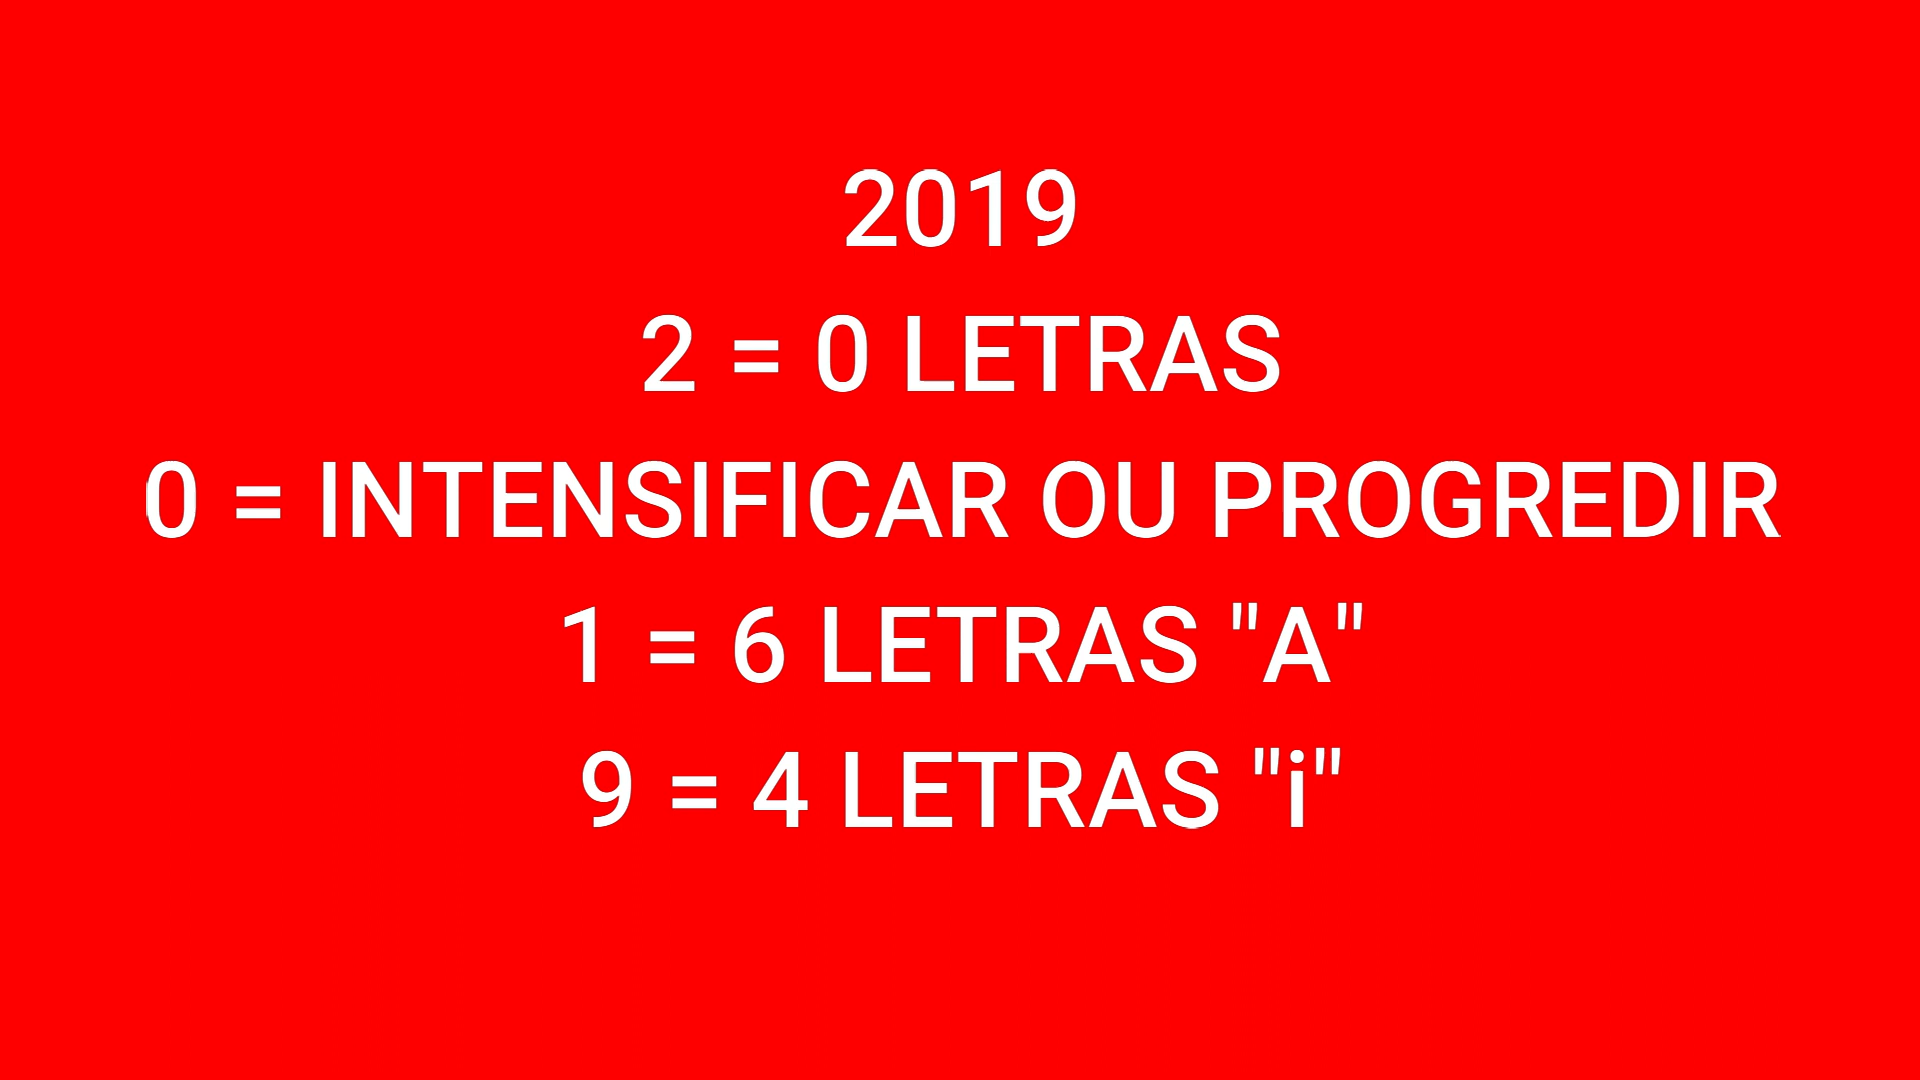 2019
2 = 0 LETRAS
0 = INTENSIFICAR OU PROGREDIR
1 = 6 LETRAS "A"
9 = 4 LETRAS "i"